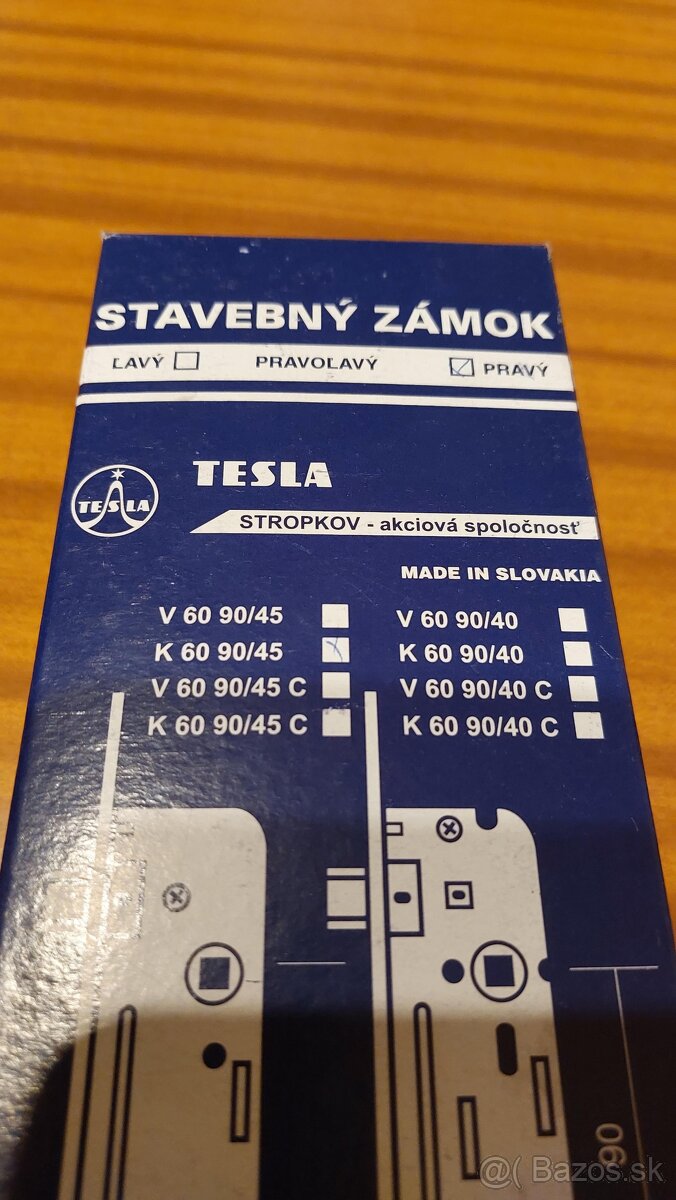 STAVEBNÝ ZÁMOK
ĽAVÝ PRAVOĽAVÝ PRAVÝ
TESLA
TESLA
STROPKOV - akciová spoločnosť
MADE IN SLOVAKIA
V 60 90/45 V 60 90/40
K 60 90/45 K 60 90/40
V 60 90/45 C V 60 90/40 C
K 60 90/45 C K 60 90/40 C
90
@( Bazos.sk